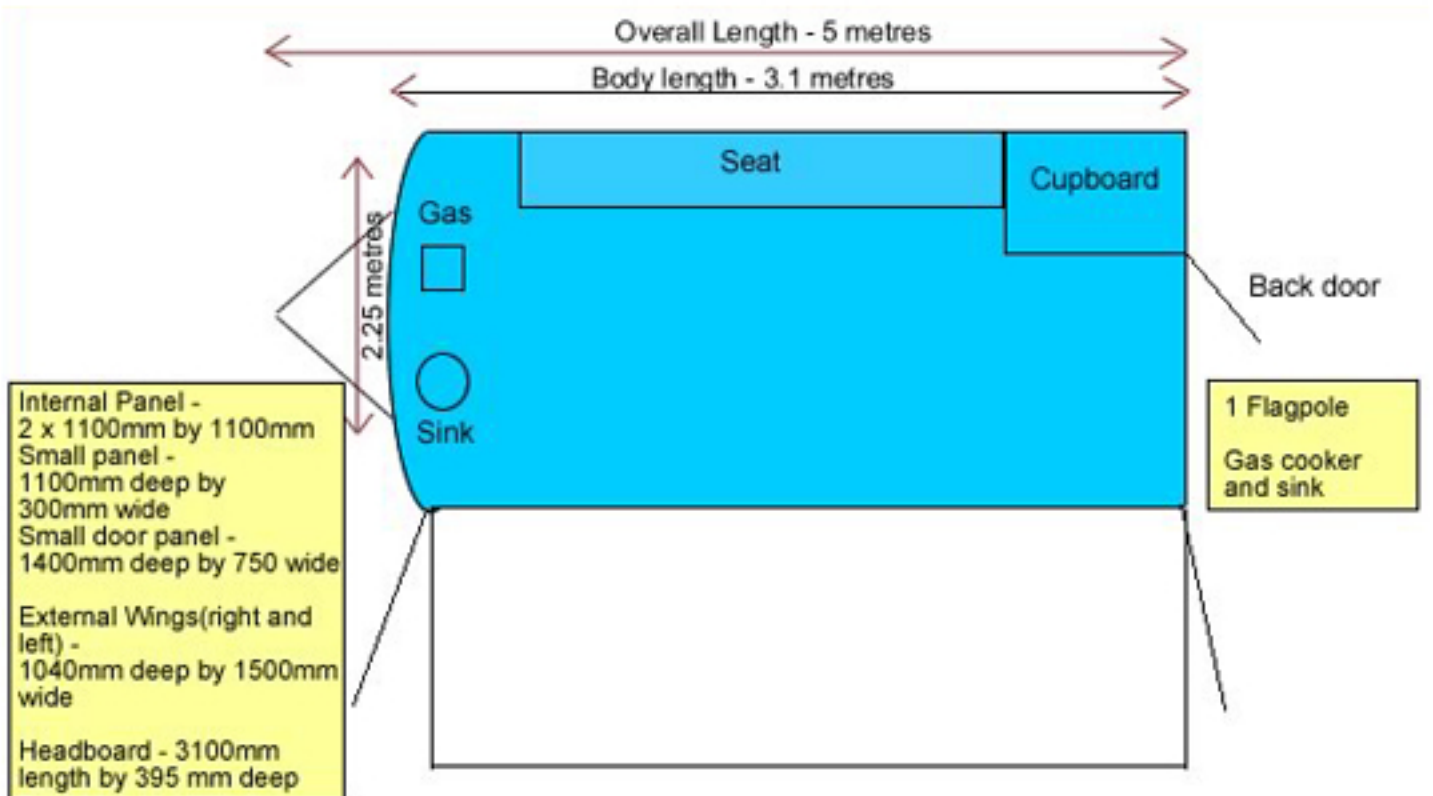 Overall Length - 5 metres
Body length - 3.1 metres
Seat
Cupboard
Gas
2.25 metres
Back door
Sink
Internal Panel -
2 x 1100mm by 1100mm
Small panel -
1100mm deep by
300mm wide
Small door panel -
1400mm deep by 750 wide
External Wings(right and
left) -
1040mm deep by 1500mm
wide
Headboard - 3100mm
length by 395 mm deep
1 Flagpole
Gas cooker
and sink